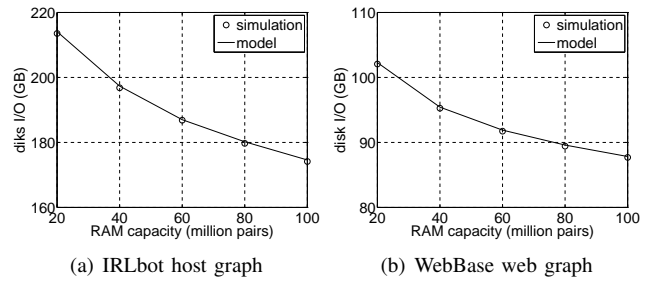 220
200
180
160
diks I/O (GB)
20 40 60 80 100
RAM capacity (million pairs)
simulation
model
(a) IRLbot host graph
110
100
90
80
disk I/O (GB)
20 40 60 80 100
RAM capacity (million pairs)
simulation
model
(b) WebBase web graph